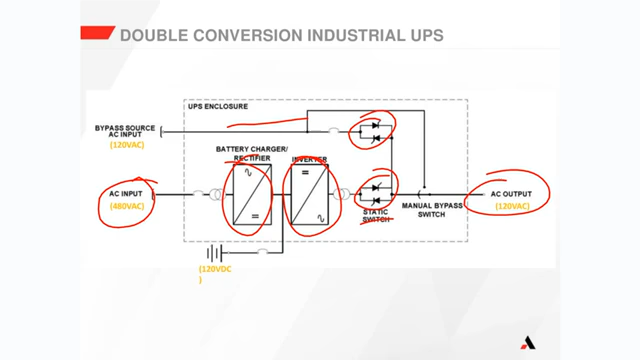 DOUBLE CONVERSION INDUSTRIAL UPS
UPS ENCLOSURE
BYPASS SOURCE
AC INPUT
(120VAC)
BATTERY CHARGER/
RECTIFIER
INVERTER
AC INPUT
(480VAC)
STATIC
SWITCH
MANUAL BYPASS
SWITCH
AC OUTPUT
(120VAC)
(120VDC
)